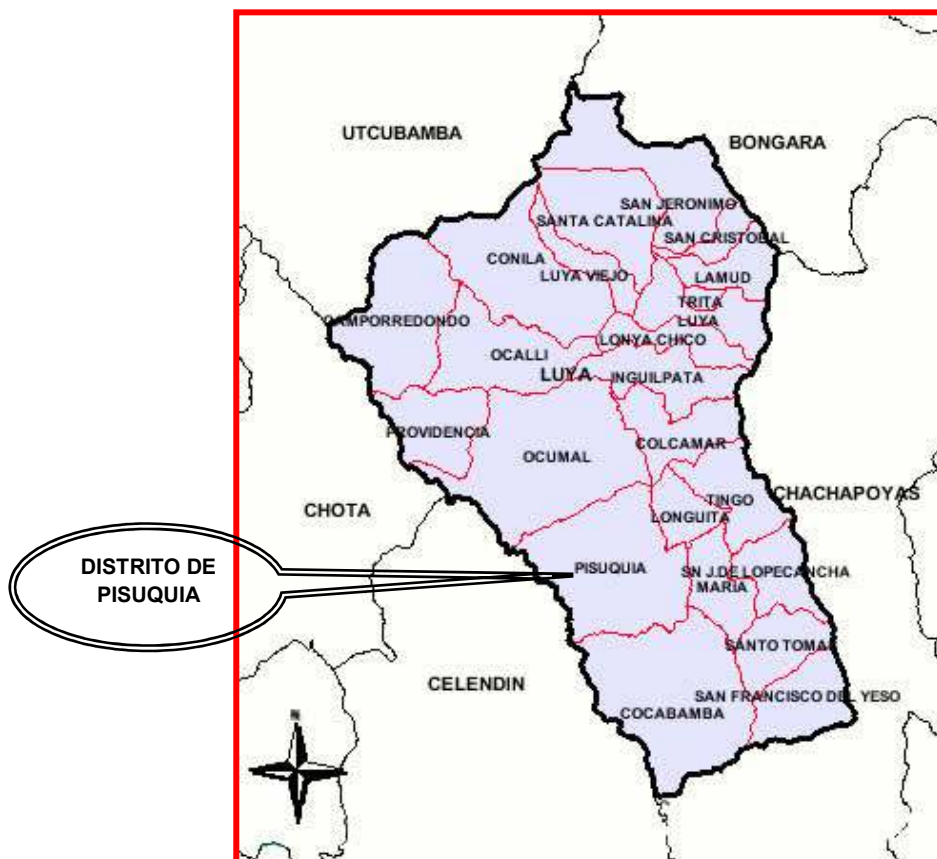 UTCUBAMBA
BONGARA
SAN JERONIMO
SANTA CATALINA
SAN CRISTOBAL
CONILA
LUYA VIEJO
LAMUD
TRITA
CAMPORREDONDO
LUYA
LONYA CHICO
OCALLI
LUYA
INGUILPATA
PROVIDENCIA
COLCAMAR
OCUMAL
CHACHAPOYAS
TINGO
CHOTA
LONGUITA
DISTRITO DE
PISUQUIA
PISUQUIA
SN J.DE LOPECANCHA
MARIA
SANTO TOMAS
CELENDIN
SAN FRANCISCO DEL YESO
COCABAMBA
N